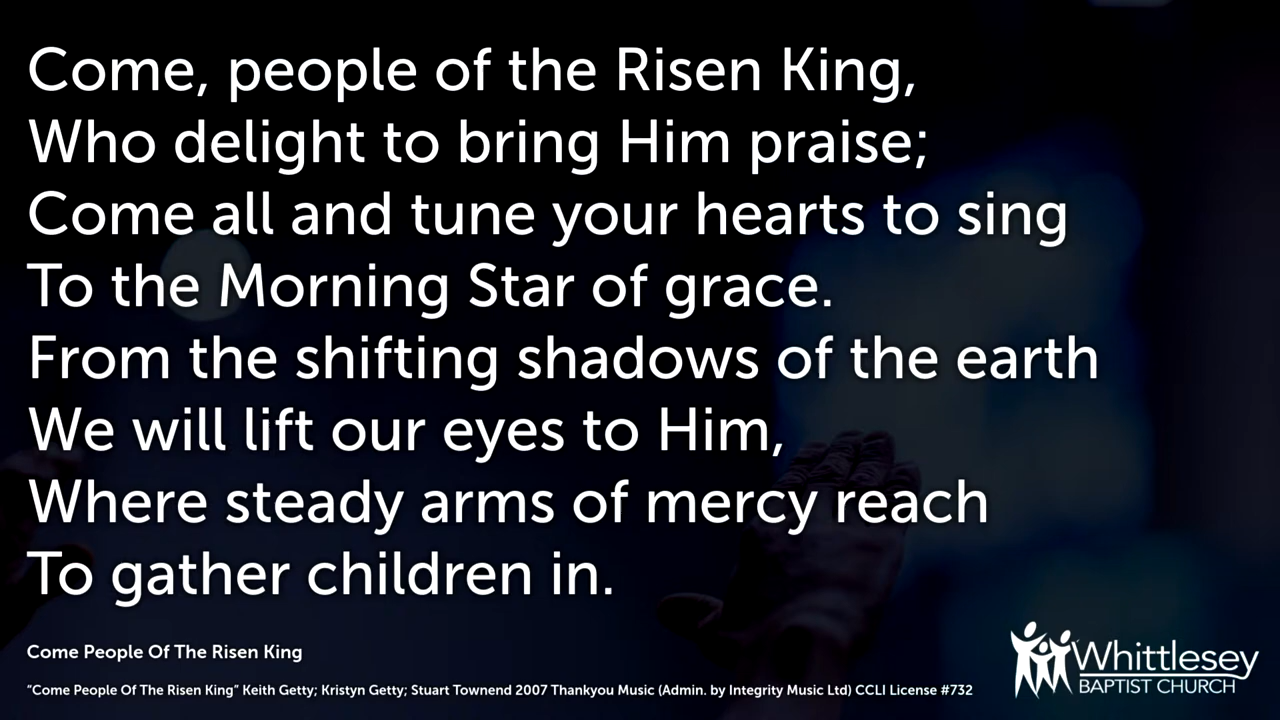 Come, people of the Risen King,
Who delight to bring Him praise;
Come all and tune your hearts to sing
To the Morning Star of grace.
From the shifting shadows of the earth
We will lift our eyes to Him,
Where steady arms of mercy reach
To gather children in.
Come People Of The Risen King
“Come People Of The Risen King” Keith Getty; Kristyn Getty; Stuart Townend 2007 Thankyou Music (Admin. by Integrity Music Ltd) CCLI License #732
Whittlesey
BAPTIST CHURCH